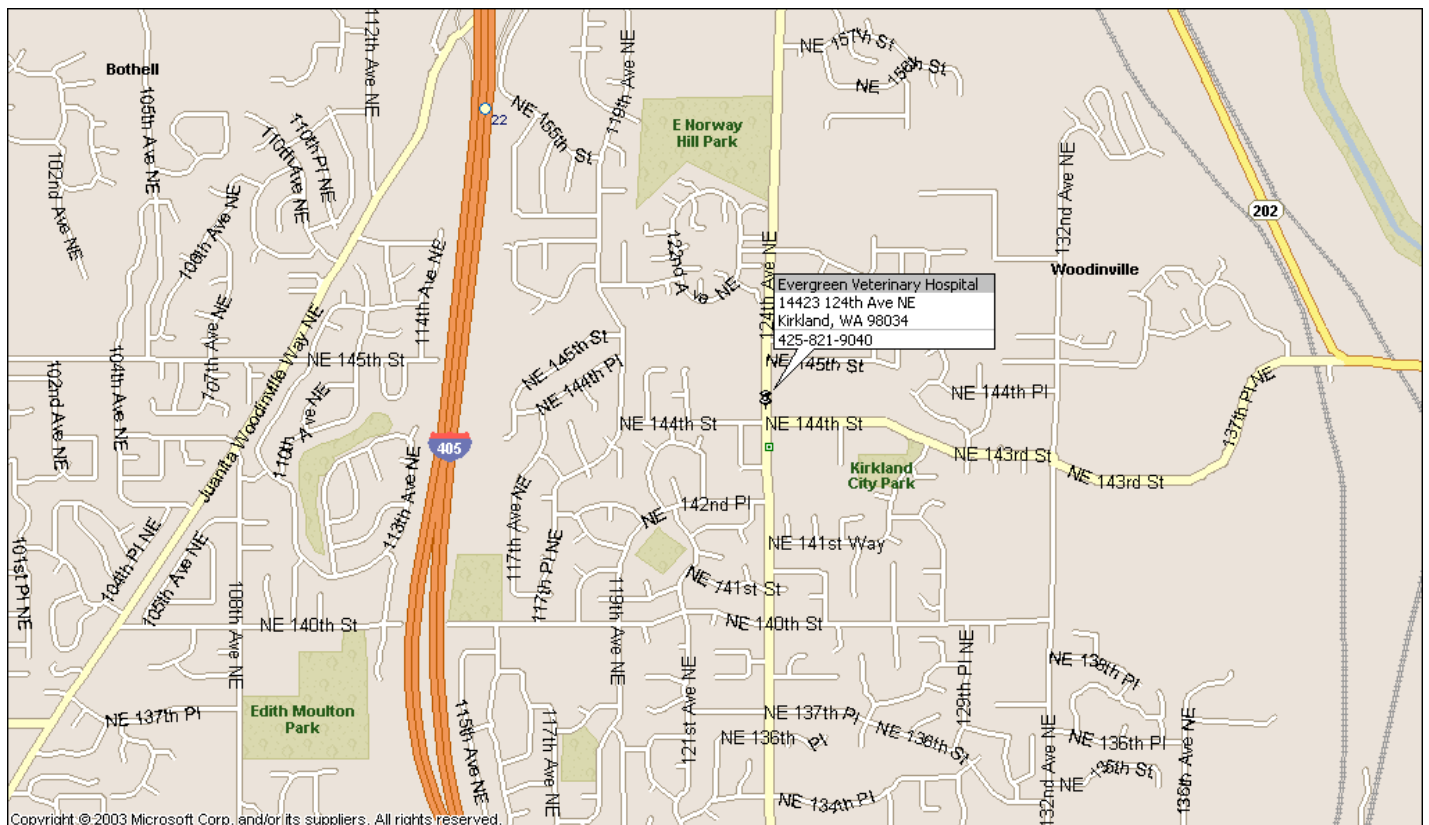 112th Ave NE
NE 157th St
Bothell
119th Ave NE
NE 156th St
105th Ave NE
22
NE 155th St
110th Pl NE
E Norway
Hill Park
110th Ave NE
102nd Ave NE
132nd Ave NE
106th Ave NE
202
122nd Ave NE
114th Ave NE
124th Ave NE
Woodinville
Evergreen Veterinary Hospital
14423 124th Ave NE
Kirkland, WA 98034
425-821-9040
107th Ave NE
Juanita Woodinville Way NE
NE 145th St
NE 145th St
NE 145th St
104th Ave NE
102nd Ave NE
NE 144th Pl
NE 144th Pl
137th Pl NE
110th Ave NE
NE 144th St
NE 144th St
405
NE 143rd St
Kirkland
City Park
NE 143rd St
113th Ave NE
117th Ave NE
NE 142nd Pl
104th Pl NE
NE 141st Way
101st Pl NE
105th Ave NE
117th Pl NE
NE 141st St
108th Ave NE
119th Ave NE
NE 140th St
NE 140th St
129th Pl NE
NE 138th Pl
121st Ave NE
Edith Moulton
Park
NE 137th Pl
NE 137th Pl
115th Ave NE
117th Ave NE
NE 136th Pl
NE 136th St
NE 136th Pl
132nd Ave NE
136th Ave NE
NE 135th St
NE 134th Pl
Copyright © 2003 Microsoft Corp. and/or its suppliers. All rights reserved.